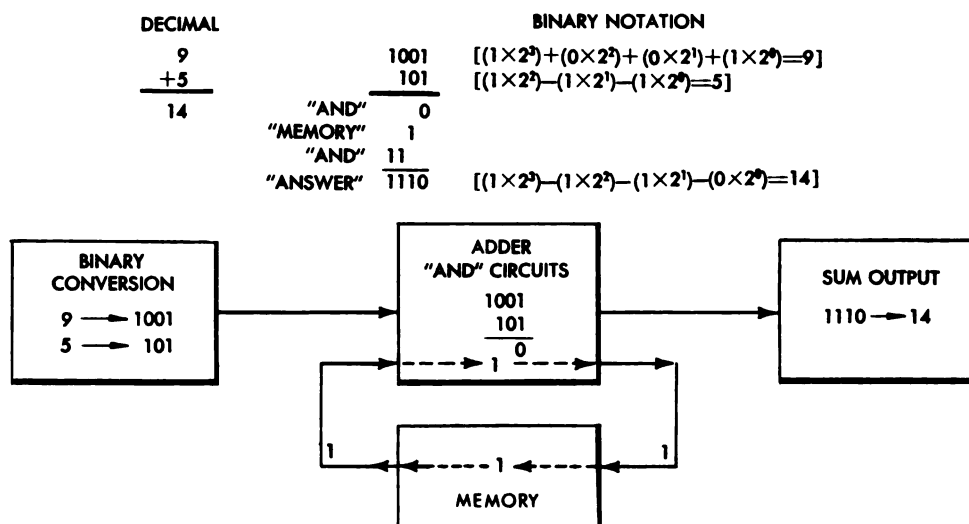 DECIMAL BINARY NOTATION
9 1001 [(1×2³)+(0×2²)+(0×2¹)+(1×2⁰)=9]
+5 101 [(1×2²)—(1×2¹)—(1×2⁰)=5]
14 "AND" 0
"MEMORY" 1
"AND" 11
"ANSWER" 1110 [(1×2³)—(1×2²)—(1×2¹)—(0×2⁰)=14]
BINARY
CONVERSION
9 → 1001
5 → 101
ADDER
"AND" CIRCUITS
1001
101
0
1
SUM OUTPUT
1110 → 14
1
1
1
MEMORY